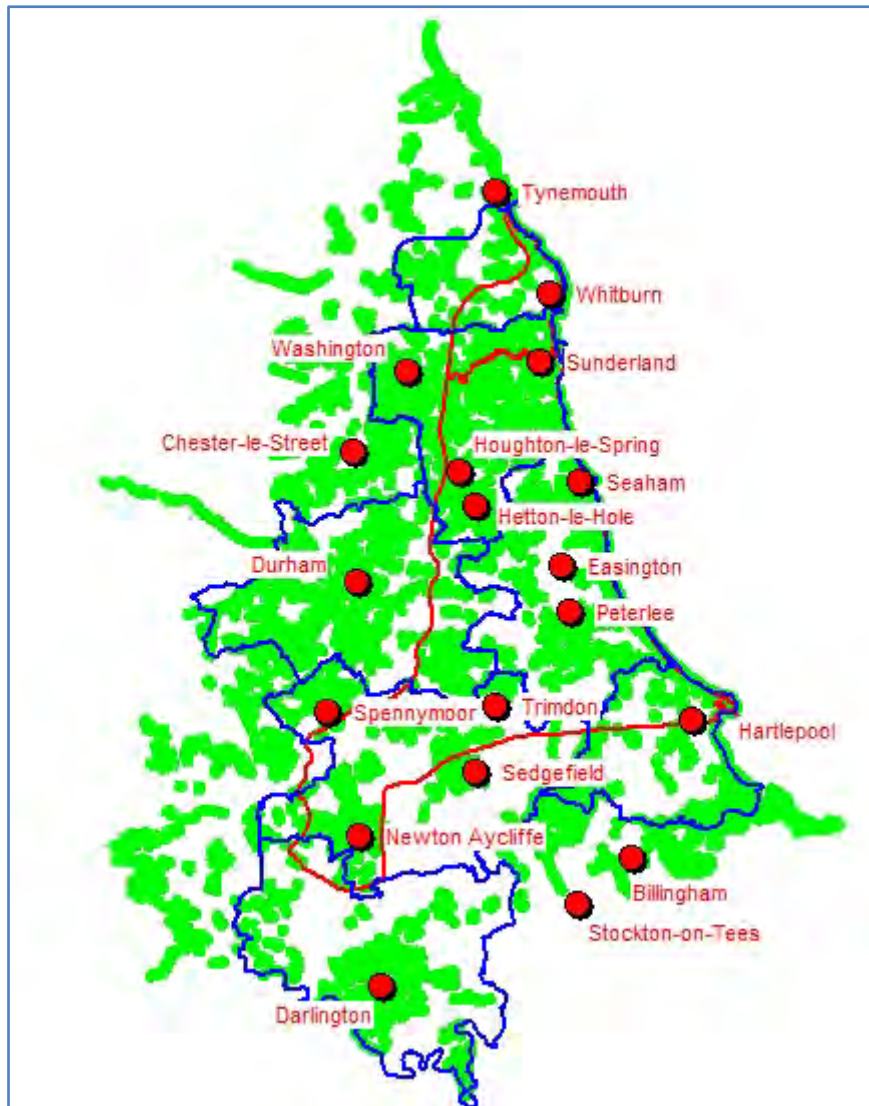 Tynemouth
Whitburn
Washington
Sunderland
Chester-le-Street
Houghton-le-Spring
Seaham
Hetton-le-Hole
Durham
Easington
Peterlee
Spennymoor
Trimdon
Hartlepool
Sedgefield
Newton Aycliffe
Billingham
Stockton-on-Tees
Darlington